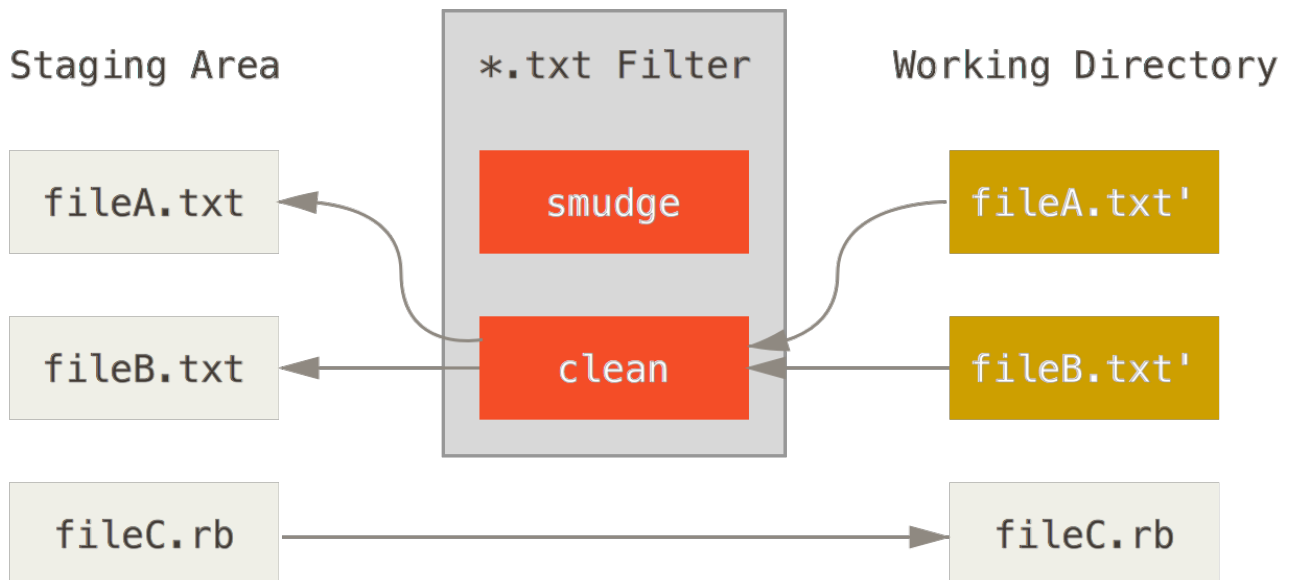 Staging Area
*.txt Filter
Working Directory
fileA.txt
smudge
fileA.txt'
fileB.txt
clean
fileB.txt'
fileC.rb
fileC.rb